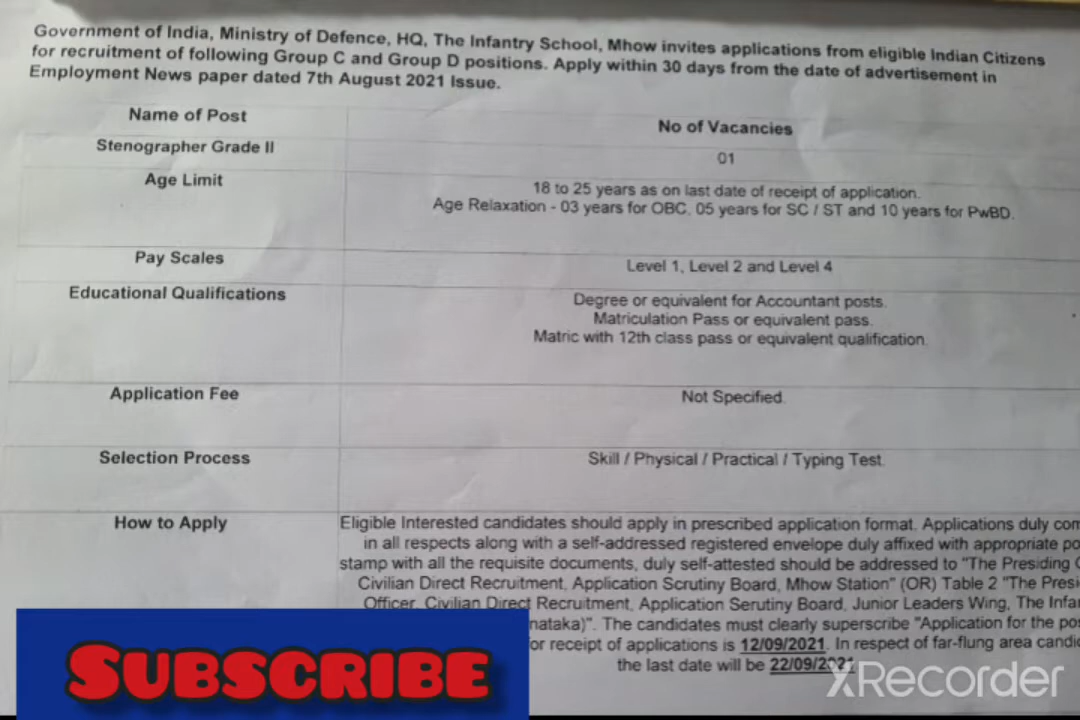 Government of India, Ministry of Defence, HQ, The Infantry School, Mhow invites applications from eligible Indian Citizens
for recruitment of following Group C and Group D positions. Apply within 30 days from the date of advertisement in
Employment News paper dated 7th August 2021 Issue.
Name of Post
No of Vacancies
Stenographer Grade II
01
Age Limit
18 to 25 years as on last date of receipt of application.
Age Relaxation - 03 years for OBC, 05 years for SC / ST and 10 years for PwBD.
Pay Scales
Level 1, Level 2 and Level 4
Educational Qualifications
Degree or equivalent for Accountant posts.
Matriculation Pass or equivalent pass.
Matric with 12th class pass or equivalent qualification.
Application Fee
Not Specified.
Selection Process
Skill / Physical / Practical / Typing Test.
How to Apply
Eligible Interested candidates should apply in prescribed application format. Applications duly com
in all respects along with a self-addressed registered envelope duly affixed with appropriate po
stamp with all the requisite documents, duly self-attested should be addressed to "The Presiding
Civilian Direct Recruitment, Application Scrutiny Board, Mhow Station" (OR) Table 2 "The Presi
Officer, Civilian Direct Recruitment, Application Serutiny Board, Junior Leaders Wing, The Infa
nataka)". The candidates must clearly superscribe "Application for the po
or receipt of applications is 12/09/2021. In respect of far-flung area candi
the last date will be 22/09/2021
SUBSCRIBE
XRecorder